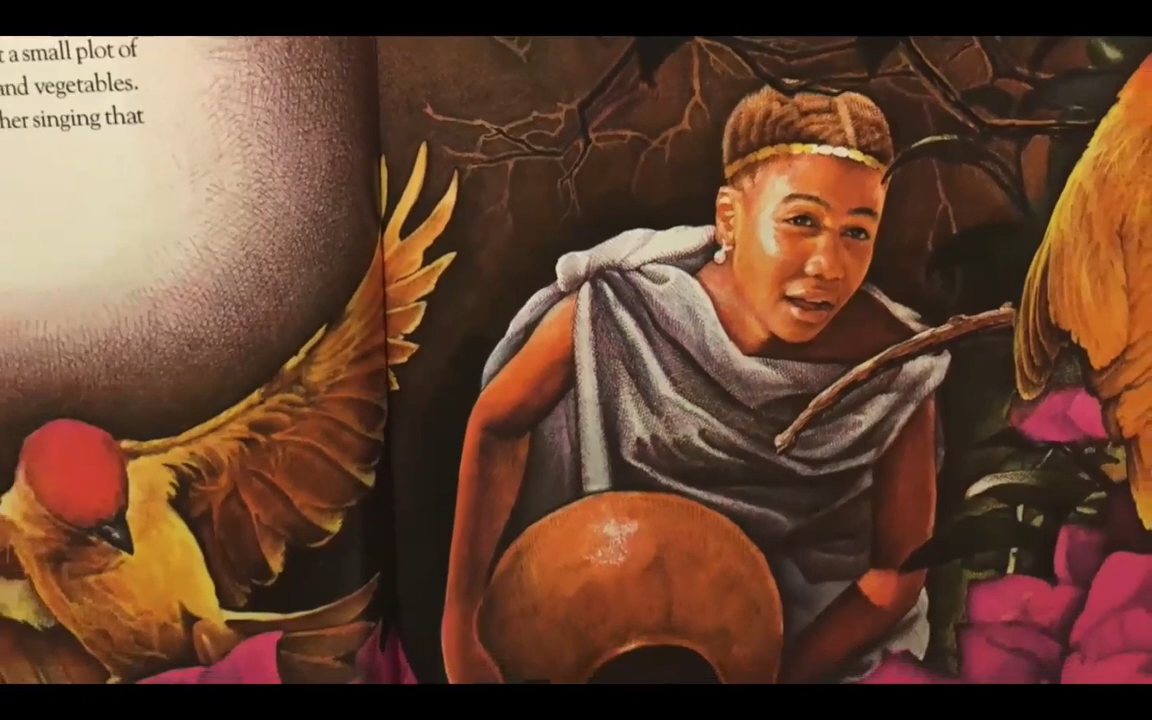 t a small plot of
and vegetables.
her singing that